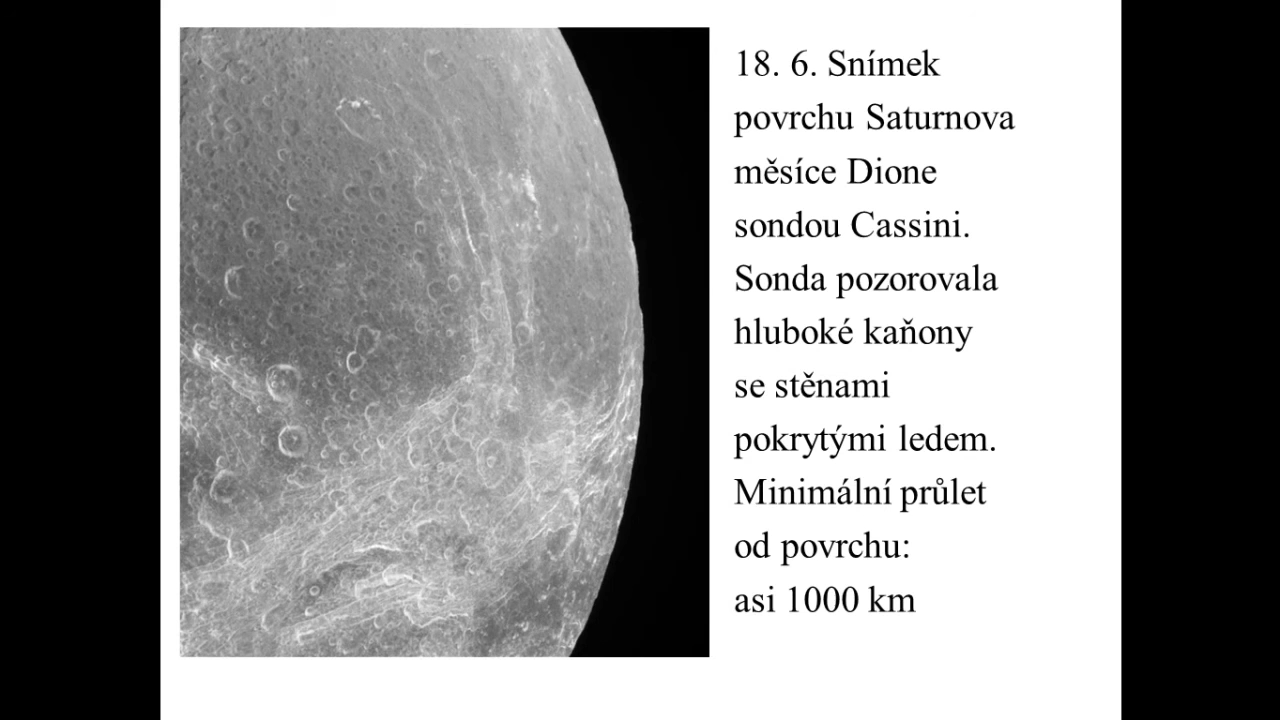 18. 6. Snímek
povrchu Saturnova
měsíce Dione
sondou Cassini.
Sonda pozorovala
hluboké kaňony
se stěnami
pokrytými ledem.
Minimální průlet
od povrchu:
asi 1000 km